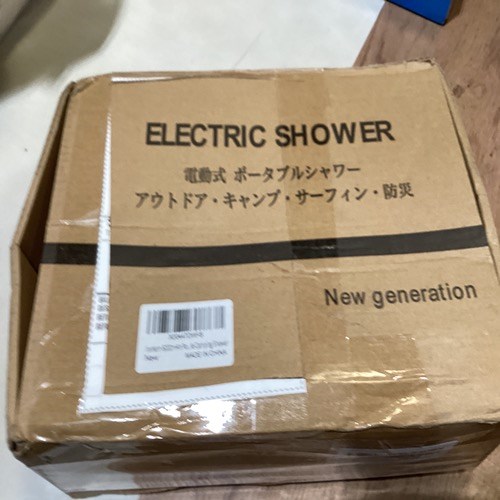 ELECTRIC SHOWER
電動式 ポータブルシャワー
アウトドア・キャンプ・サーフィン・防災
New generation
MADE IN CHINA